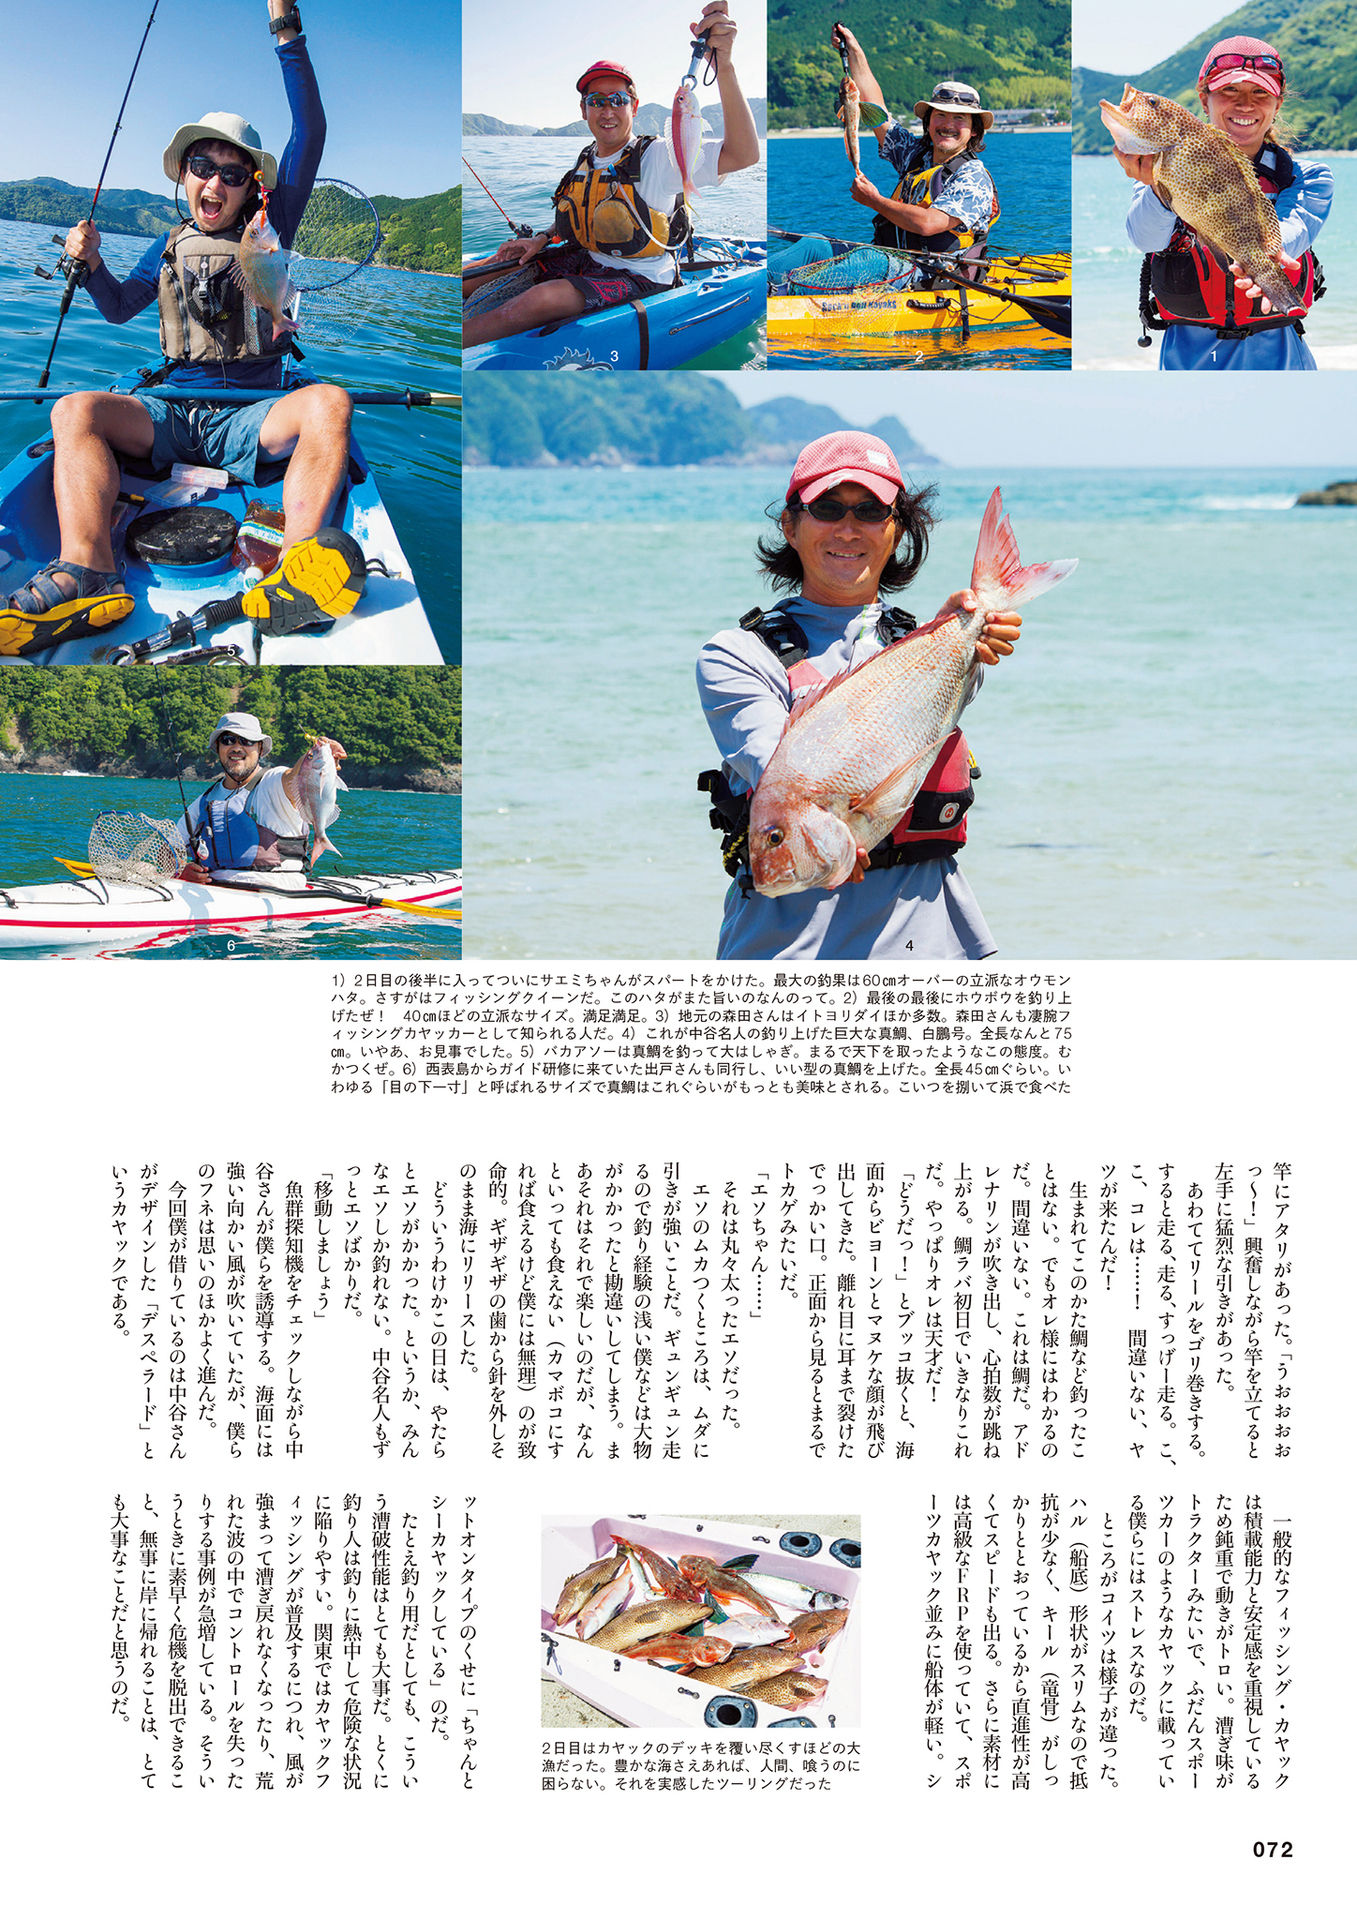 5
3
2
1
4
6
Rock'n Roll Kayaks
1）2日目の後半に入ってついにサエミちゃんがスパートをかけた。最大の釣果は60㎝オーバーの立派なオウモン
ハタ。さすがはフィッシングクイーンだ。このハタがまた旨いのなんのって。2）最後の最後にホウボウを釣り上
げたぜ！　40㎝ほどの立派なサイズ。満足満足。3）地元の森田さんはイトヨリダイほか多数。森田さんも凄腕フ
ィッシングカヤッカーとして知られる人だ。4）これが中谷名人の釣り上げた巨大な真鯛、白鵬号。全長なんと75
㎝。いやあ、お見事でした。5）バカアソーは真鯛を釣って大はしゃぎ。まるで天下を取ったようなこの態度。む
かつくぜ。6）西表島からガイド研修に来ていた出戸さんも同行し、いい型の真鯛を上げた。全長45㎝ぐらい。い
わゆる「目の下一寸」と呼ばれるサイズで真鯛はこれぐらいがもっとも美味とされる。こいつを捌いて浜で食べた
竿にアタリがあった。「うおおおお
っ〜！」興奮しながら竿を立てると
左手に猛烈な引きがあった。
　あわててリールをゴリ巻きする。
すると走る、走る、すっげー走る。こ、
こ、コレは………！　間違いない、ヤ
ツが来たんだ！
　生まれてこのかた鯛など釣ったこ
とはない。でもオレ様にはわかるの
だ。間違いない。これは鯛だ。アド
レナリンが吹き出し、心拍数が跳ね
上がる。鯛ラバ初日でいきなりこれ
だ。やっぱりオレは天才だ！
「どうだっ！」とブッコ抜くと、海
面からビヨーンとマヌケな顔が飛び
出してきた。離れ目に耳まで裂けた
でっかい口。正面から見るとまるで
トカゲみたいだ。
「エソちゃん……」
　それは丸々太ったエソだった。
　エソのムカつくところは、ムダに
引きが強いことだ。ギュンギュン走
るので釣り経験の浅い僕などは大物
がかかったと勘違いしてしまう。ま
あそれはそれで楽しいのだが、なん
といっても食えない（カマボコにす
れば食えるけど僕には無理）のが致
命的。ギザギザの歯から針を外しそ
のまま海にリリースした。
　どういうわけかこの日は、やたら
とエソがかかった。というか、みん
なエソしか釣れない。中谷名人もず
っとエソばかりだ。
「移動しましょう」
　魚群探知機をチェックしながら中
谷さんが僕らを誘導する。海面には
強い向かい風が吹いていたが、僕ら
のフネは思いのほかよく進んだ。
　今回僕が借りているのは中谷さん
がデザインした「デスペラード」と
いうカヤックである。
　一般的なフィッシング・カヤック
は積載能力と安定感を重視している
ため鈍重で動きがトロい。漕ぎ味が
トラクターみたいで、ふだんスポー
ツカーのようなカヤックに載ってい
る僕らにはストレスなのだ。
　ところがコイツは様子が違った。
ハル（船底）形状がスリムなので抵
抗が少なく、キール（竜骨）がしっ
かりととおっているから直進性が高
くてスピードも出る。さらに素材に
は高級なFRPを使っていて、スポ
ーツカヤック並みに船体が軽い。シ
ットオンタイプのくせに「ちゃんと
シーカヤックしている」のだ。
　たとえ釣り用だとしても、こうい
う漕破性能はとても大事だ。とくに
釣り人は釣りに熱中して危険な状況
に陥りやすい。関東ではカヤックフ
ィッシングが普及するにつれ、風が
強まって漕ぎ戻れなくなったり、荒
れた波の中でコントロールを失った
りする事例が急増している。そうい
うときに素早く危機を脱出できるこ
と、無事に岸に帰れることは、とて
も大事なことだと思うのだ。
2日目はカヤックのデッキを覆い尽くすほどの大
漁だった。豊かな海さえあれば、人間、喰うのに
困らない。それを実感したツーリングだった
072